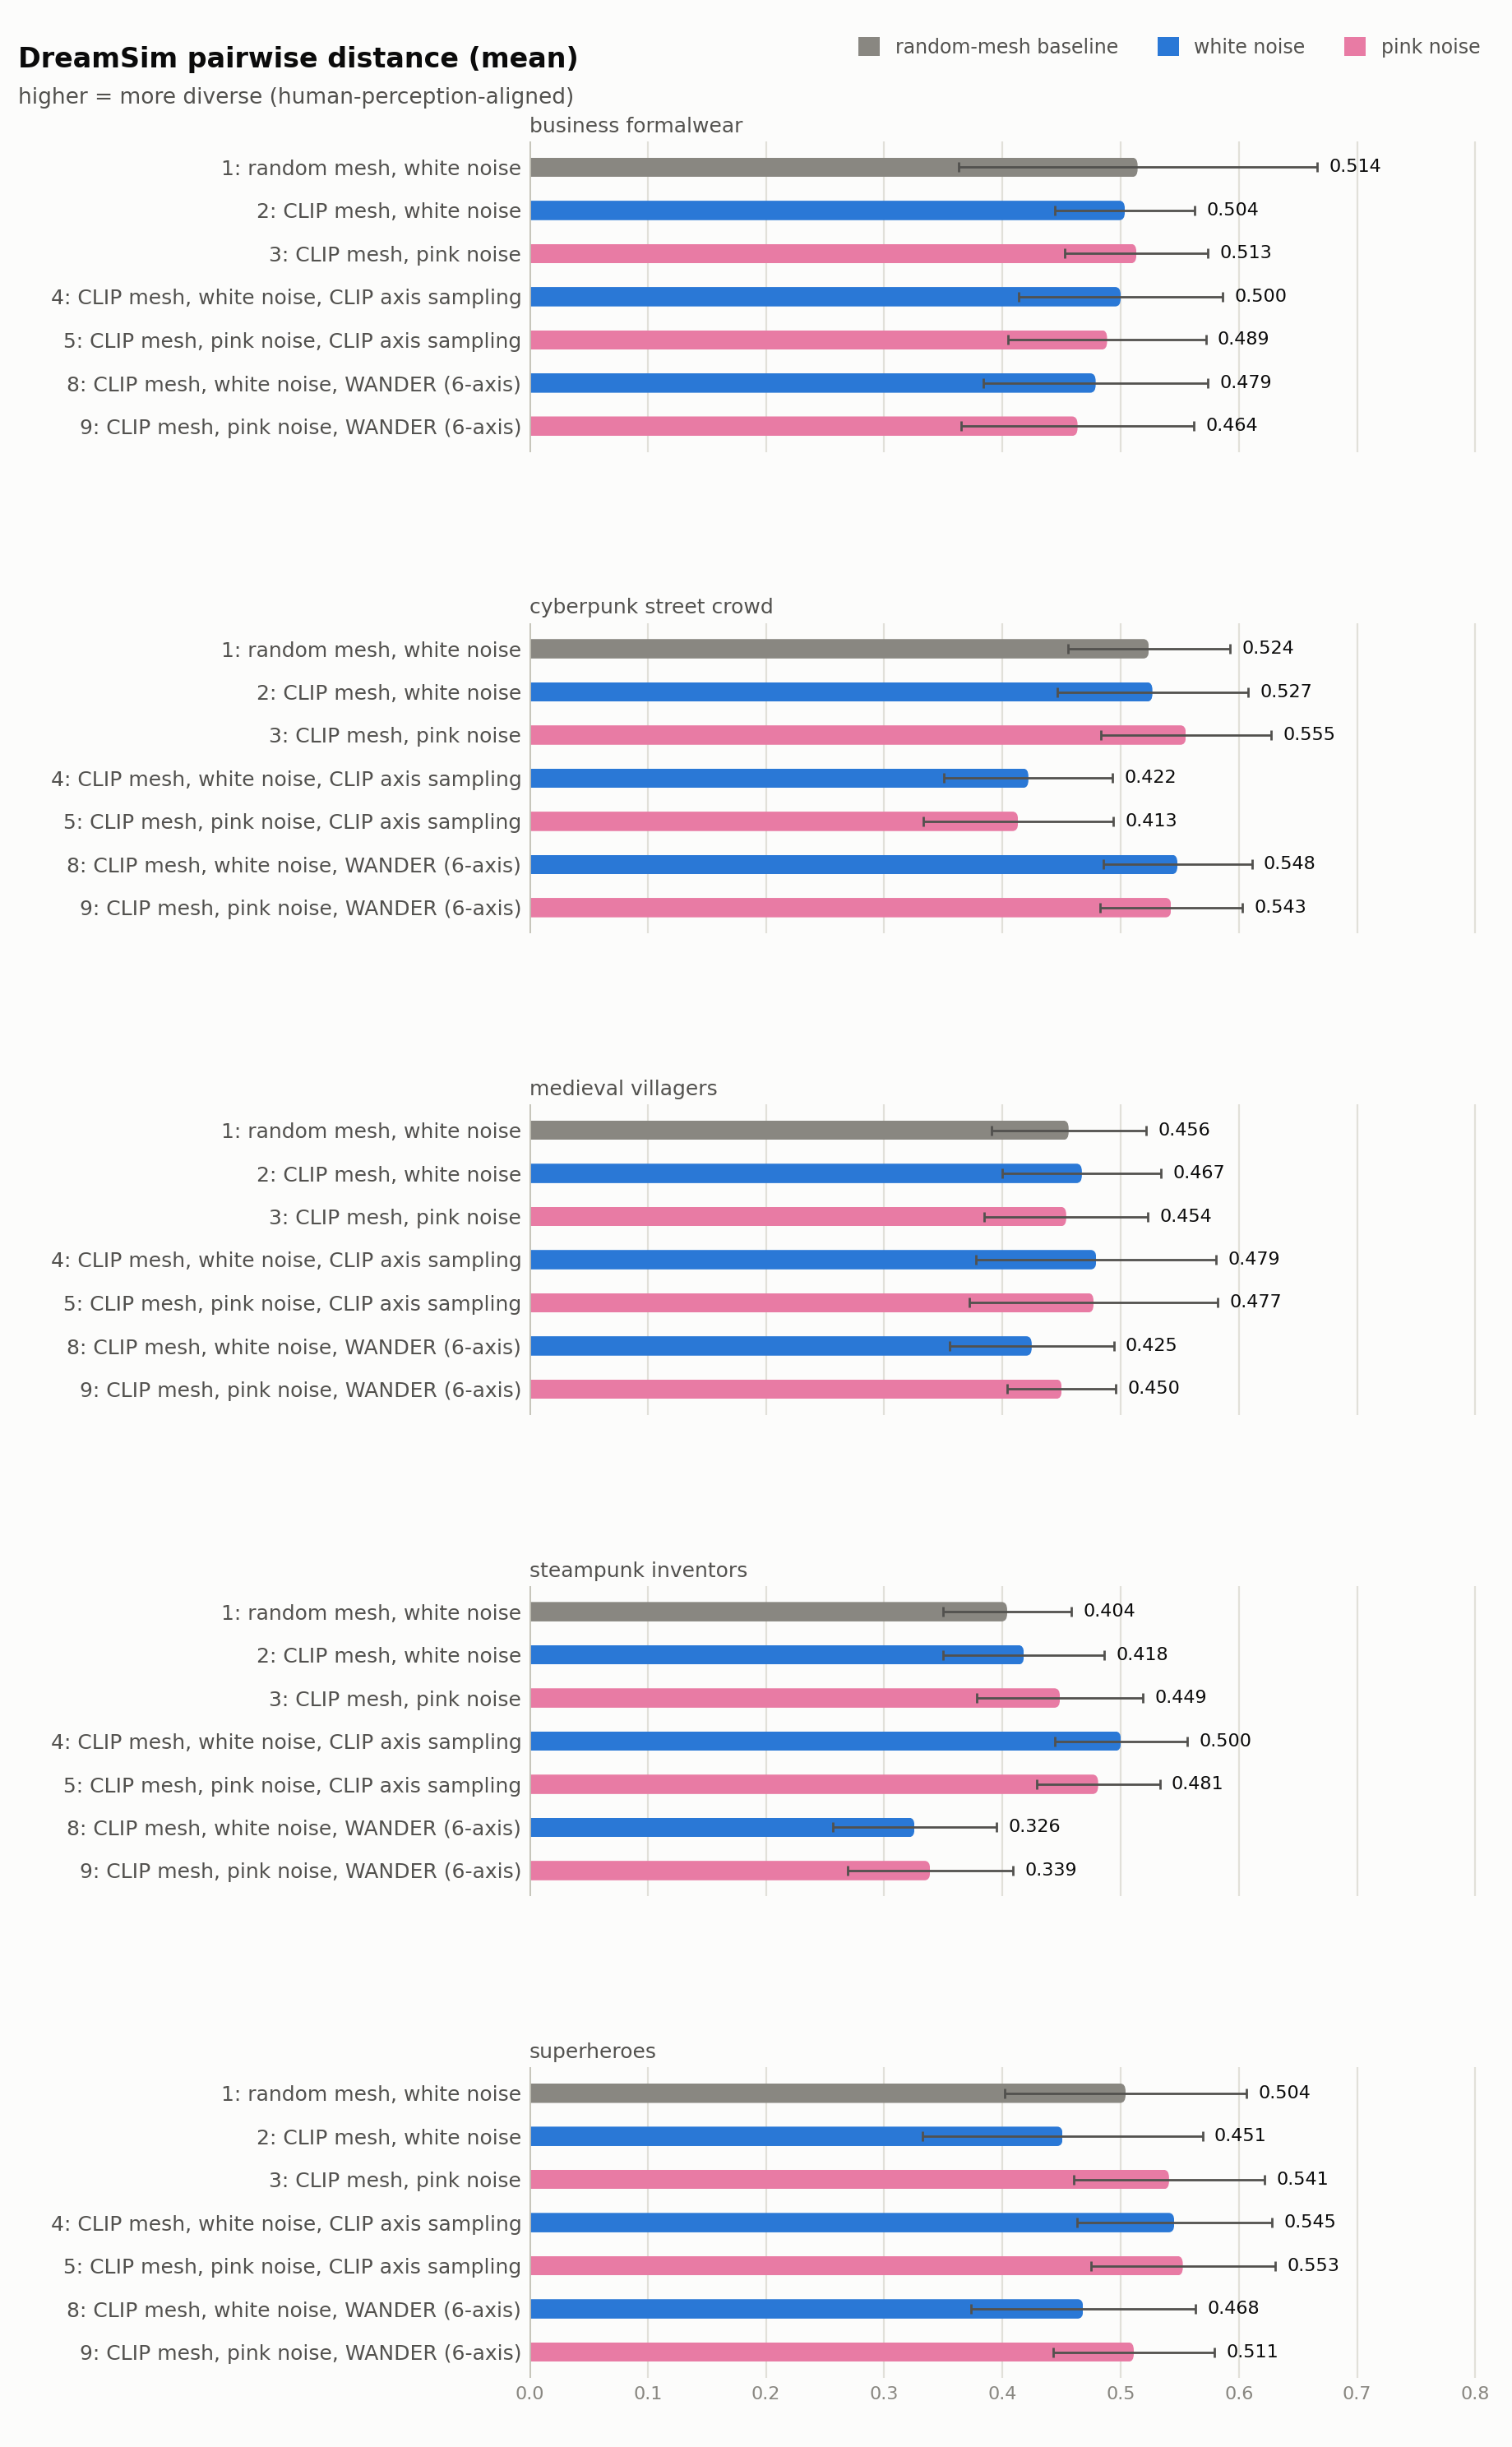 DreamSim pairwise distance (mean)
higher = more diverse (human-perception-aligned)
random-mesh baseline white noise pink noise
business formalwear
1: random mesh, white noise 0.514
2: CLIP mesh, white noise 0.504
3: CLIP mesh, pink noise 0.513
4: CLIP mesh, white noise, CLIP axis sampling 0.500
5: CLIP mesh, pink noise, CLIP axis sampling 0.489
8: CLIP mesh, white noise, WANDER (6-axis) 0.479
9: CLIP mesh, pink noise, WANDER (6-axis) 0.464
cyberpunk street crowd
1: random mesh, white noise 0.524
2: CLIP mesh, white noise 0.527
3: CLIP mesh, pink noise 0.555
4: CLIP mesh, white noise, CLIP axis sampling 0.422
5: CLIP mesh, pink noise, CLIP axis sampling 0.413
8: CLIP mesh, white noise, WANDER (6-axis) 0.548
9: CLIP mesh, pink noise, WANDER (6-axis) 0.543
medieval villagers
1: random mesh, white noise 0.456
2: CLIP mesh, white noise 0.467
3: CLIP mesh, pink noise 0.454
4: CLIP mesh, white noise, CLIP axis sampling 0.479
5: CLIP mesh, pink noise, CLIP axis sampling 0.477
8: CLIP mesh, white noise, WANDER (6-axis) 0.425
9: CLIP mesh, pink noise, WANDER (6-axis) 0.450
steampunk inventors
1: random mesh, white noise 0.404
2: CLIP mesh, white noise 0.418
3: CLIP mesh, pink noise 0.449
4: CLIP mesh, white noise, CLIP axis sampling 0.500
5: CLIP mesh, pink noise, CLIP axis sampling 0.481
8: CLIP mesh, white noise, WANDER (6-axis) 0.326
9: CLIP mesh, pink noise, WANDER (6-axis) 0.339
superheroes
1: random mesh, white noise 0.504
2: CLIP mesh, white noise 0.451
3: CLIP mesh, pink noise 0.541
4: CLIP mesh, white noise, CLIP axis sampling 0.545
5: CLIP mesh, pink noise, CLIP axis sampling 0.553
8: CLIP mesh, white noise, WANDER (6-axis) 0.468
9: CLIP mesh, pink noise, WANDER (6-axis) 0.511
0.0 0.1 0.2 0.3 0.4 0.5 0.6 0.7 0.8